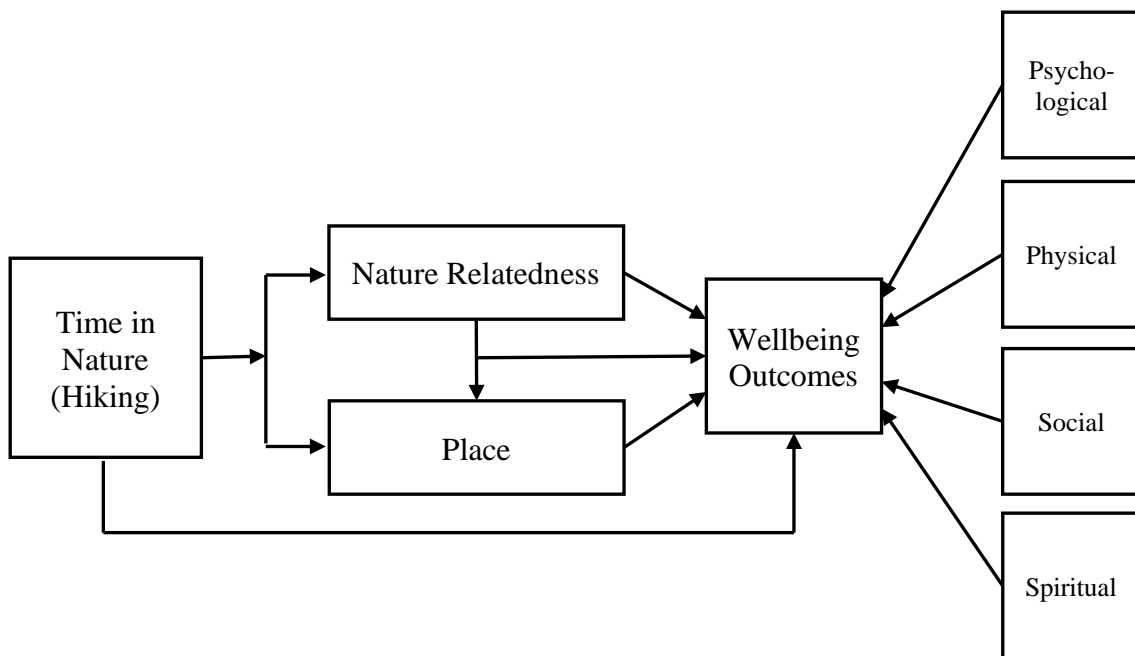 Time in
Nature
(Hiking)
Nature Relatedness
Place
Wellbeing
Outcomes
Psycho-
logical
Physical
Social
Spiritual